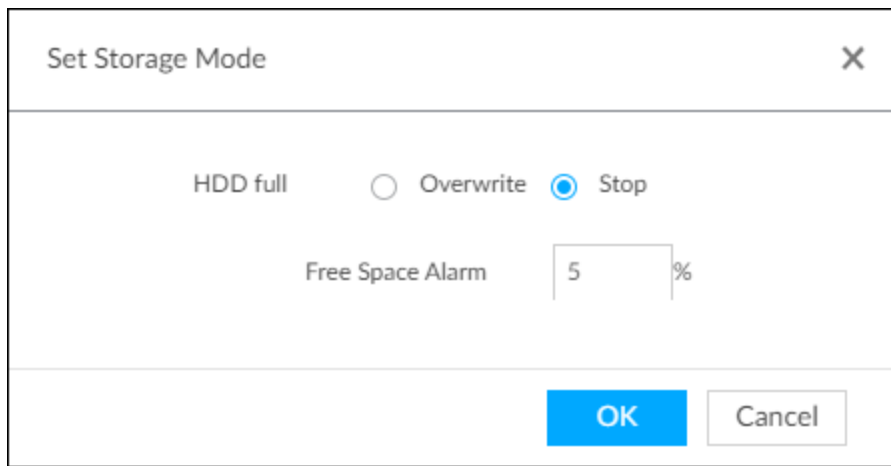 Set Storage Mode
HDD full Overwrite Stop
Free Space Alarm 5 %
OK Cancel